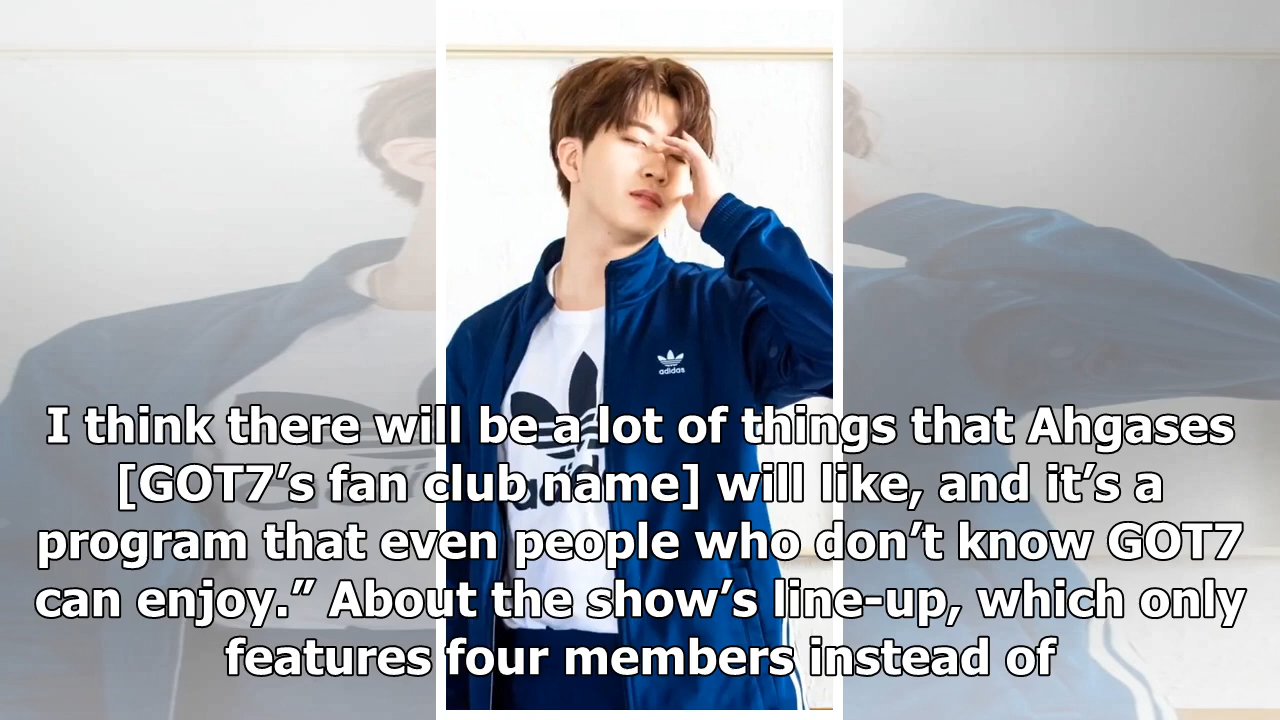 adidas
I think there will be a lot of things that Ahgases
[GOT7’s fan club name] will like, and it’s a
program that even people who don’t know GOT7
can enjoy.” About the show’s line-up, which only
features four members instead of